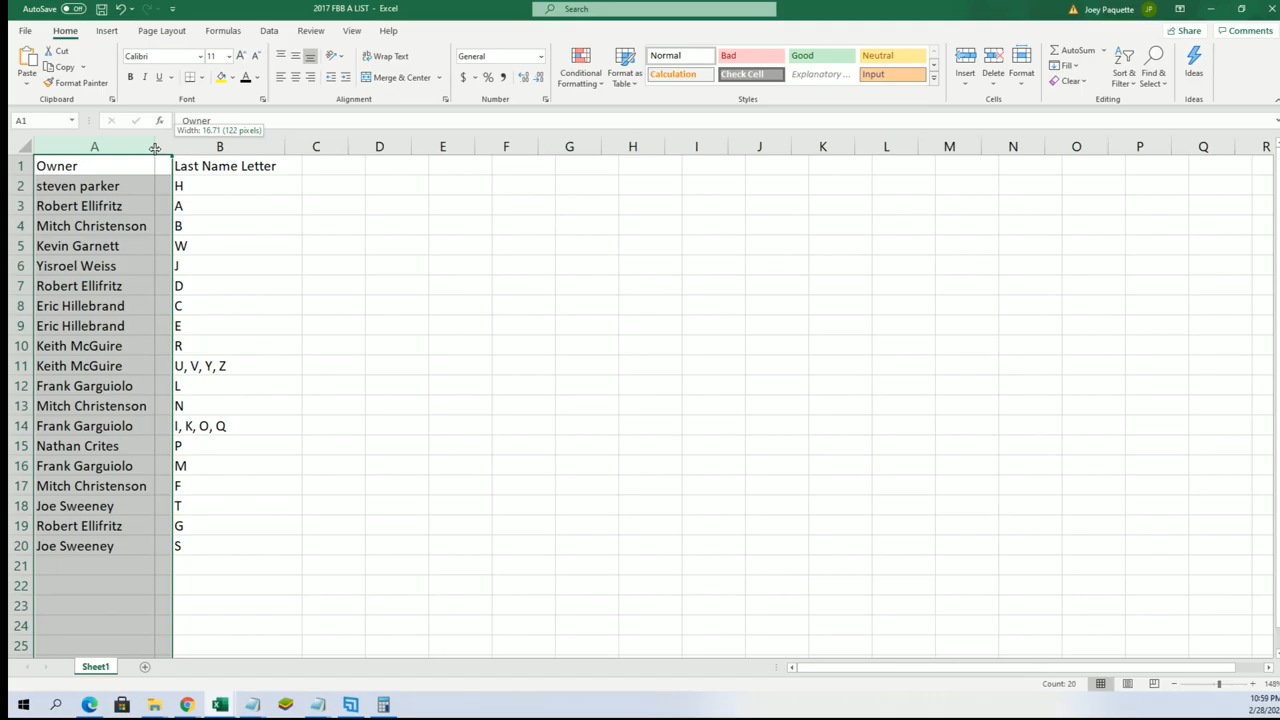 AutoSave Off 2017 FBB A LIST - Excel Search Joey Paquette JP
File Home Insert Page Layout Formulas Data Review View Help Share Comments
Paste Cut Copy Format Painter Clipboard
Calibri 11 B I U A Font
Wrap Text Merge & Center Alignment
General $ % Number
Conditional Formatting Format as Table
Normal Bad Good Neutral
Calculation Check Cell Explanatory ... Input
Styles
Insert Delete Format Cells
AutoSum Fill Clear Sort & Filter Find & Select Editing
Ideas Ideas
A1 fx Owner
Width: 16.71 (122 pixels)
A B C D E F G H I J K L M N O P Q R
1 Owner Last Name Letter
2 steven parker H
3 Robert Ellifritz A
4 Mitch Christenson B
5 Kevin Garnett W
6 Yisroel Weiss J
7 Robert Ellifritz D
8 Eric Hillebrand C
9 Eric Hillebrand E
10 Keith McGuire R
11 Keith McGuire U, V, Y, Z
12 Frank Garguiolo L
13 Mitch Christenson N
14 Frank Garguiolo I, K, O, Q
15 Nathan Crites P
16 Frank Garguiolo M
17 Mitch Christenson F
18 Joe Sweeney T
19 Robert Ellifritz G
20 Joe Sweeney S
21
22
23
24
25
Sheet1
Count: 20 148%
10:59 PM
2/28/202